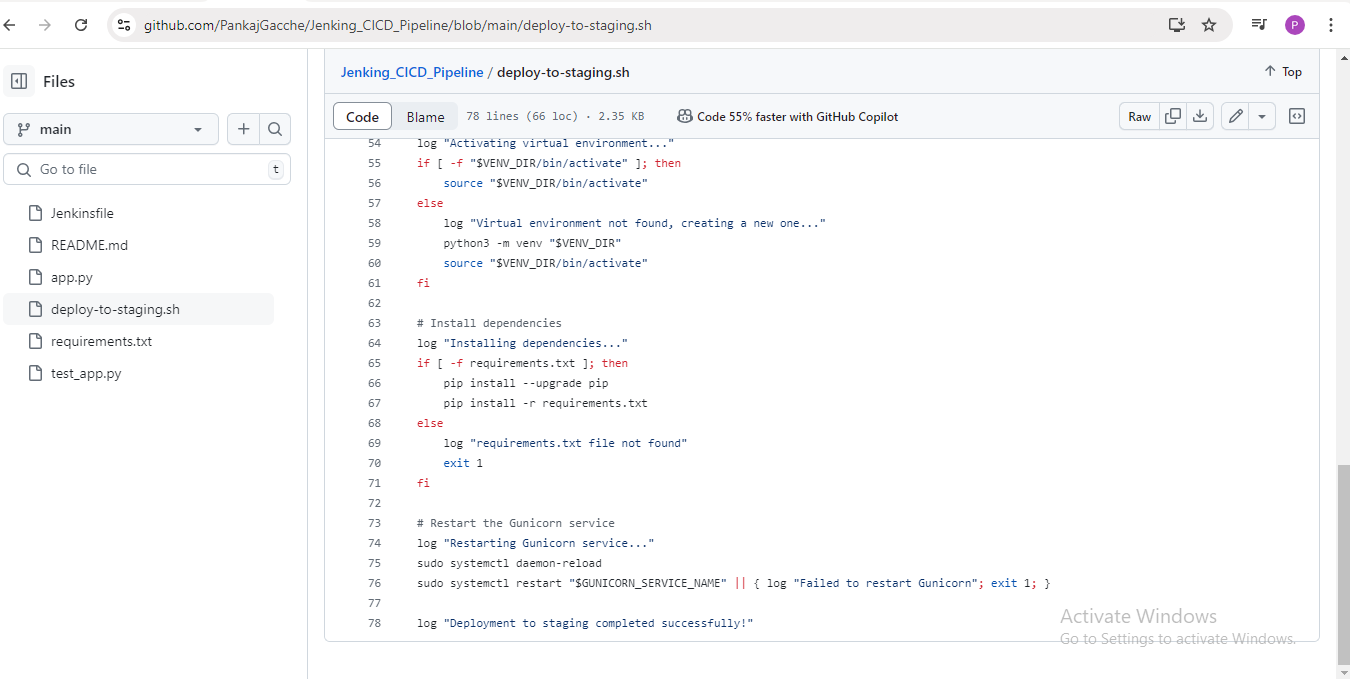 github.com/PankajGacche/Jenking_CICD_Pipeline/blob/main/deploy-to-staging.sh
P
Files
main
Go to file
t
Jenkinsfile
README.md
app.py
deploy-to-staging.sh
requirements.txt
test_app.py
Jenking_CICD_Pipeline / deploy-to-staging.sh
Top
Code Blame 78 lines (66 loc) · 2.35 KB Code 55% faster with GitHub Copilot Raw
54 log "Activating virtual environment..."
55 if [ -f "$VENV_DIR/bin/activate" ]; then
56     source "$VENV_DIR/bin/activate"
57 else
58     log "Virtual environment not found, creating a new one..."
59     python3 -m venv "$VENV_DIR"
60     source "$VENV_DIR/bin/activate"
61 fi
62
63 # Install dependencies
64 log "Installing dependencies..."
65 if [ -f requirements.txt ]; then
66     pip install --upgrade pip
67     pip install -r requirements.txt
68 else
69     log "requirements.txt file not found"
70     exit 1
71 fi
72
73 # Restart the Gunicorn service
74 log "Restarting Gunicorn service..."
75 sudo systemctl daemon-reload
76 sudo systemctl restart "$GUNICORN_SERVICE_NAME" || { log "Failed to restart Gunicorn"; exit 1; }
77
78 log "Deployment to staging completed successfully!"
Activate Windows
Go to Settings to activate Windows.